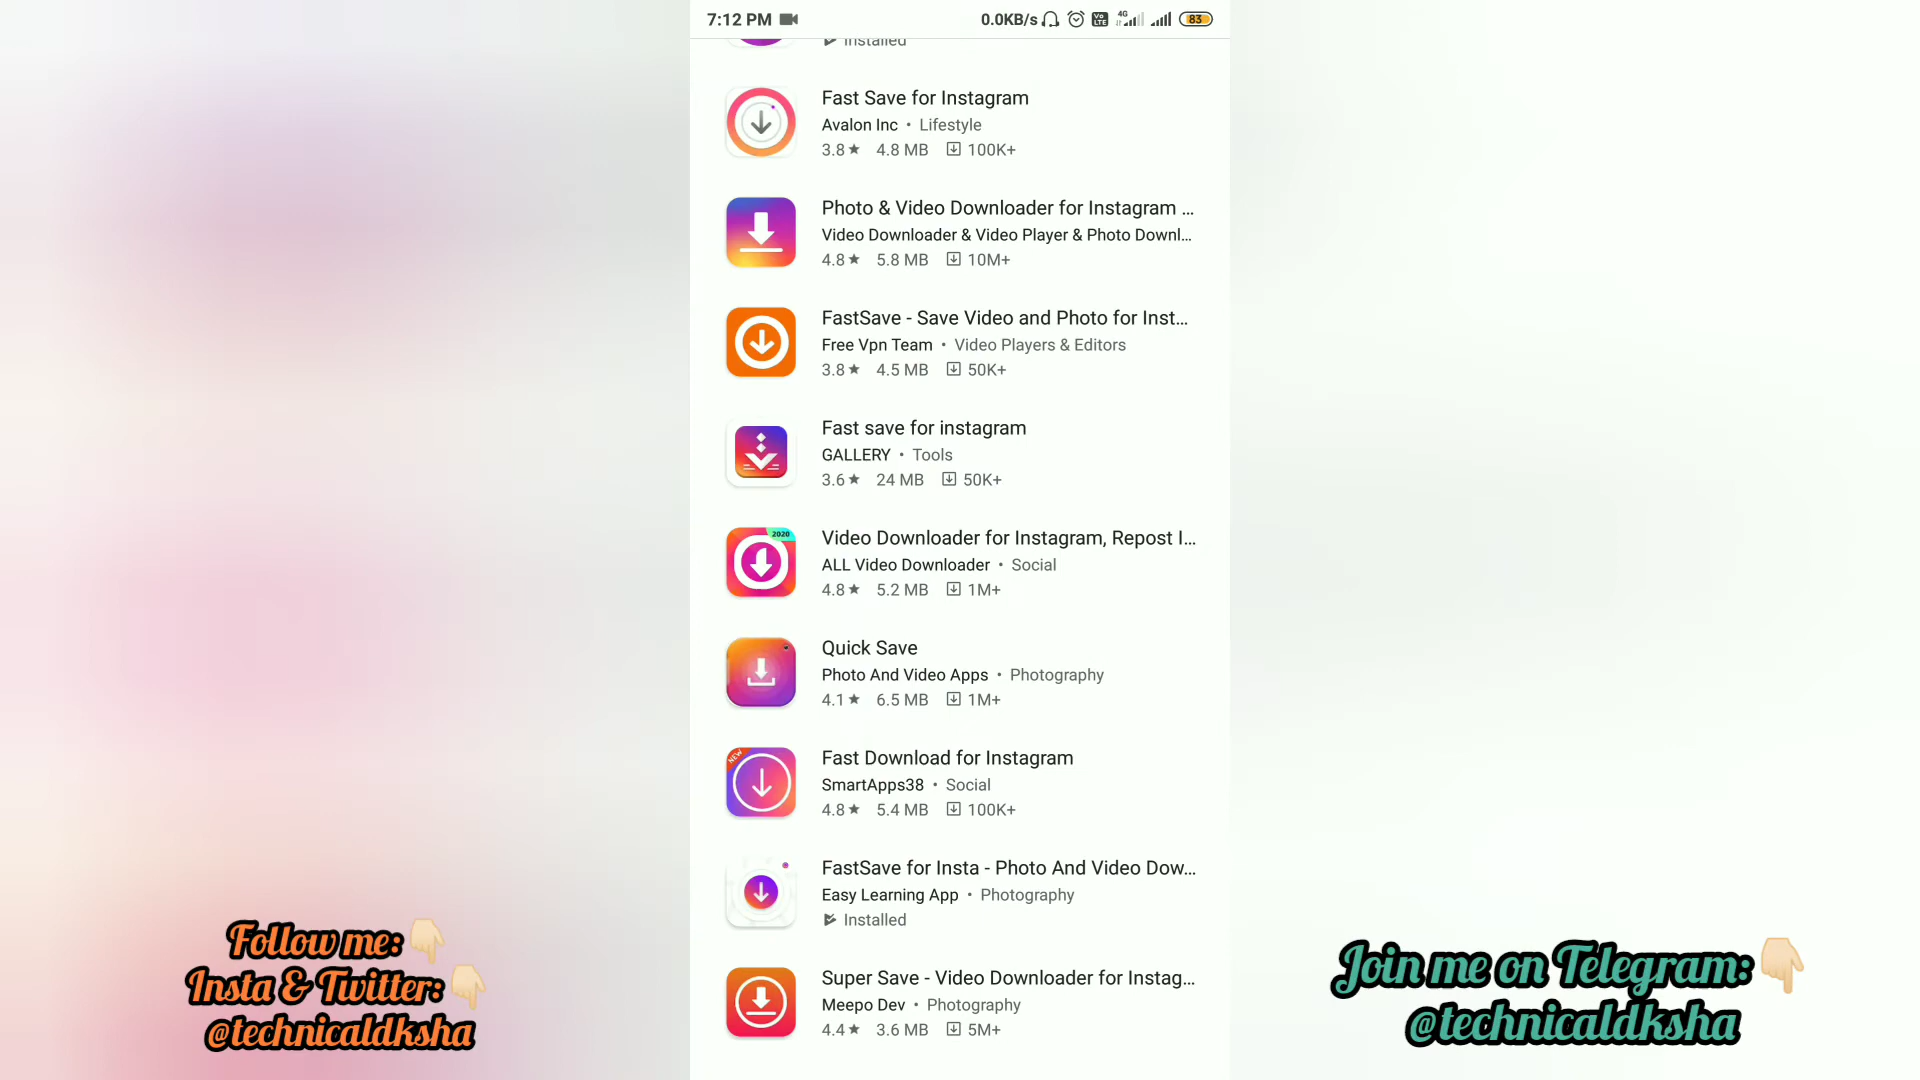 7:12 PM 0.0KB/s 4G Vo LTE 83
Installed
Fast Save for Instagram
Avalon Inc • Lifestyle
3.8★ 4.8 MB 100K+
Photo & Video Downloader for Instagram ...
Video Downloader & Video Player & Photo Downl...
4.8★ 5.8 MB 10M+
FastSave - Save Video and Photo for Inst...
Free Vpn Team • Video Players & Editors
3.8★ 4.5 MB 50K+
Fast save for instagram
GALLERY • Tools
3.6★ 24 MB 50K+
2020
Video Downloader for Instagram, Repost I...
ALL Video Downloader • Social
4.8★ 5.2 MB 1M+
Quick Save
Photo And Video Apps • Photography
4.1★ 6.5 MB 1M+
NEW
Fast Download for Instagram
SmartApps38 • Social
4.8★ 5.4 MB 100K+
FastSave for Insta - Photo And Video Dow...
Easy Learning App • Photography
Installed
Super Save - Video Downloader for Instag...
Meepo Dev • Photography
4.4★ 3.6 MB 5M+
Follow me:👇🏻
Insta & Twitter:👇🏻
@technicaldksha
Join me on Telegram:👇🏻
@technicaldksha